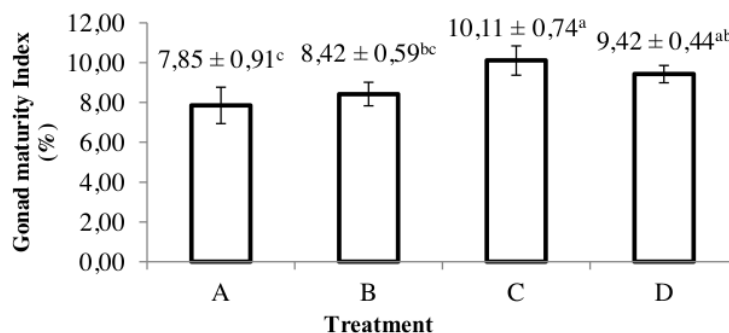 12,00
10,00
8,00
6,00
4,00
2,00
0,00
Gonad maturity Index
(%)
7,85 ± 0,91ᶜ
8,42 ± 0,59ᵇᶜ
10,11 ± 0,74ᵃ
9,42 ± 0,44ᵃᵇ
A B C D
Treatment